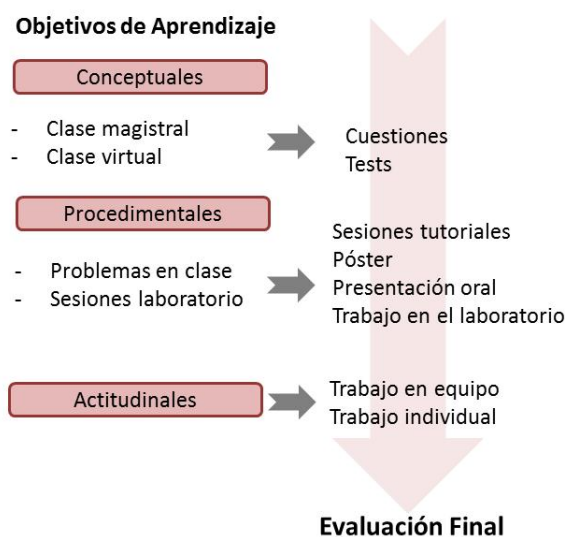 Objetivos de Aprendizaje
Conceptuales
- Clase magistral
- Clase virtual
Cuestiones
Tests
Procedimentales
- Problemas en clase
- Sesiones laboratorio
Sesiones tutoriales
Póster
Presentación oral
Trabajo en el laboratorio
Actitudinales
Trabajo en equipo
Trabajo individual
Evaluación Final